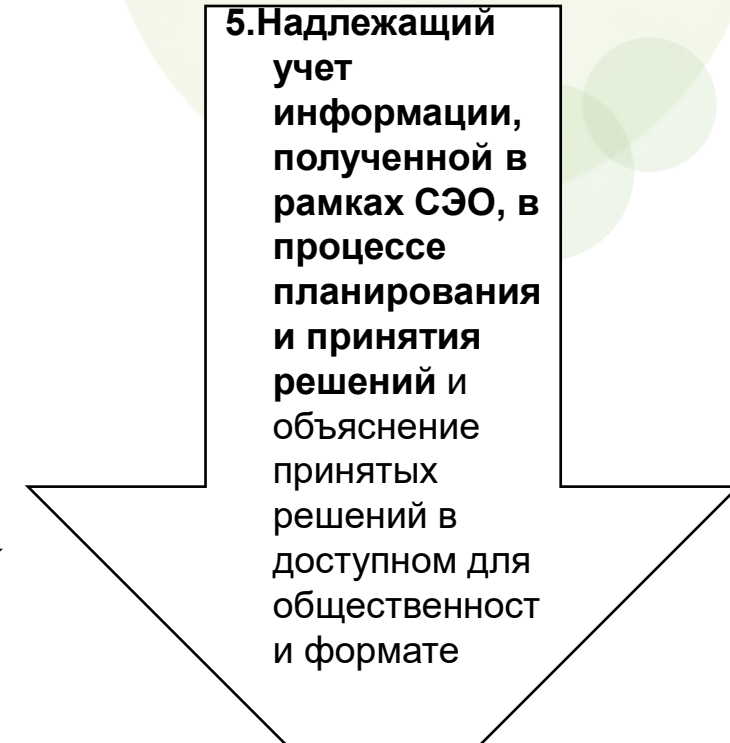 5.Надлежащий
учет
информации,
полученной в
рамках СЭО, в
процессе
планирования
и принятия
решений и
объяснение
принятых
решений в
доступном для
общественност
и формате